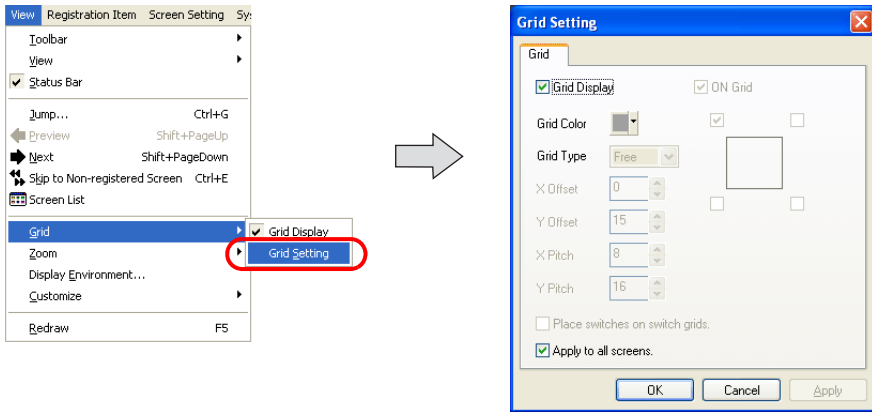 View Registration Item Screen Setting Sy
Toolbar
View
Status Bar
Jump... Ctrl+G
Preview Shift+PageUp
Next Shift+PageDown
Skip to Non-registered Screen Ctrl+E
Screen List
Grid
Grid Display
Zoom
Grid Setting
Display Environment...
Customize
Redraw F5
Grid Setting
Grid
Grid Display ON Grid
Grid Color
Grid Type Free
X Offset 0
Y Offset 15
X Pitch 8
Y Pitch 16
Place switches on switch grids.
Apply to all screens.
OK Cancel Apply